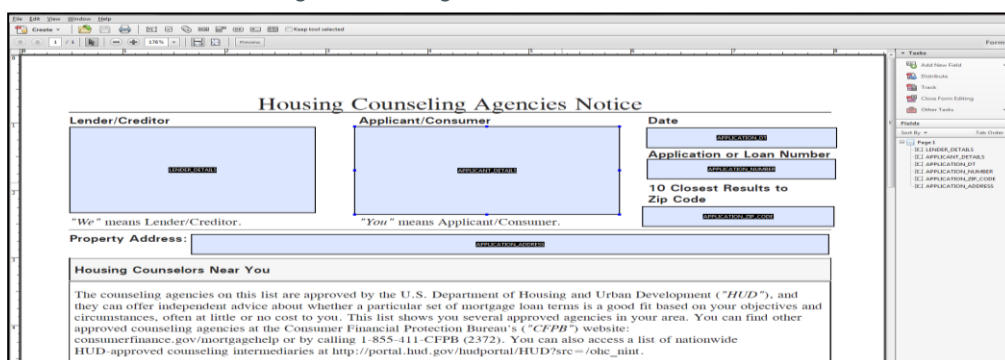 File Edit View Window Help
Create Keep tool selected
1 / 4 176% Preview Form
Tasks
Add New Field
Distribute
Track
Close Form Editing
Other Tasks
Fields
Sort By Tab Order
Page 1
LENDER_DETAILS
APPLICANT_DETAILS
APPLICATION_DT
APPLICATION_NUMBER
APPLICATION_ZIP_CODE
APPLICATION_ADDRESS
Housing Counseling Agencies Notice
Lender/Creditor Applicant/Consumer Date
APPLICATION_DT
Application or Loan Number
LENDER_DETAILS APPLICANT_DETAILS APPLICATION_NUMBER
10 Closest Results to
Zip Code
APPLICATION_ZIP_CODE
"We" means Lender/Creditor. "You" means Applicant/Consumer.
Property Address: APPLICATION_ADDRESS
Housing Counselors Near You
The counseling agencies on this list are approved by the U.S. Department of Housing and Urban Development ("HUD"), and
they can offer independent advice about whether a particular set of mortgage loan terms is a good fit based on your objectives and
circumstances, often at little or no cost to you. This list shows you several approved agencies in your area. You can find other
approved counseling agencies at the Consumer Financial Protection Bureau's ("CFPB") website:
consumerfinance.gov/mortgagehelp or by calling 1-855-411-CFPB (2372). You can also access a list of nationwide
HUD-approved counseling intermediaries at http://portal.hud.gov/hudportal/HUD?src=/ohc_nint.